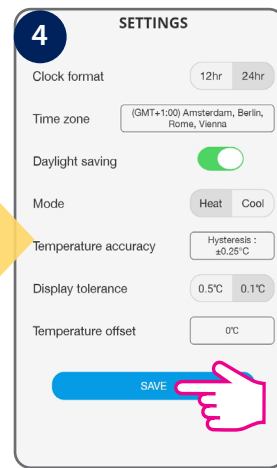 4
SETTINGS
Clock format 12hr 24hr
Time zone (GMT+1:00) Amsterdam, Berlin,
Rome, Vienna
Daylight saving
Mode Heat Cool
Temperature accuracy Hysteresis :
±0.25°C
Display tolerance 0.5°C 0.1°C
Temperature offset 0°C
SAVE